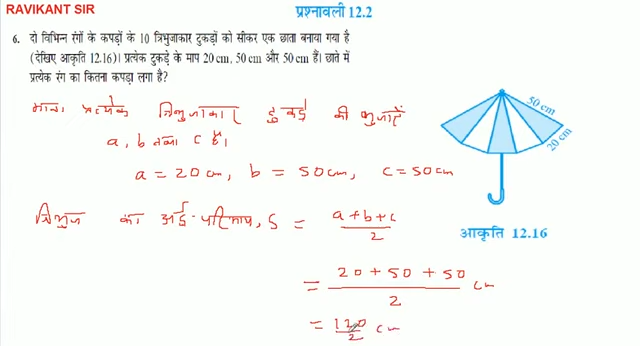 RAVIKANT SIR
प्रश्नावली 12.2
6. दो विभिन्न रंगों के कपड़ों के 10 त्रिभुजाकार टुकड़ों को सीकर एक छाता बनाया गया है
(देखिए आकृति 12.16)। प्रत्येक टुकड़े के माप 20 cm, 50 cm और 50 cm हैं। छाते में
प्रत्येक रंग का कितना कपड़ा लगा है?
माना प्रत्येक त्रिभुजाकार टुकड़े की भुजाएँ
a, b तथा c है।
a = 20 cm, b = 50 cm, c = 50 cm
त्रिभुज का अर्द्ध-परिमाप, S = a+b+c/2
= 20 + 50 + 50/2 cm
= 120/2 cm
50 cm
20 cm
आकृति 12.16